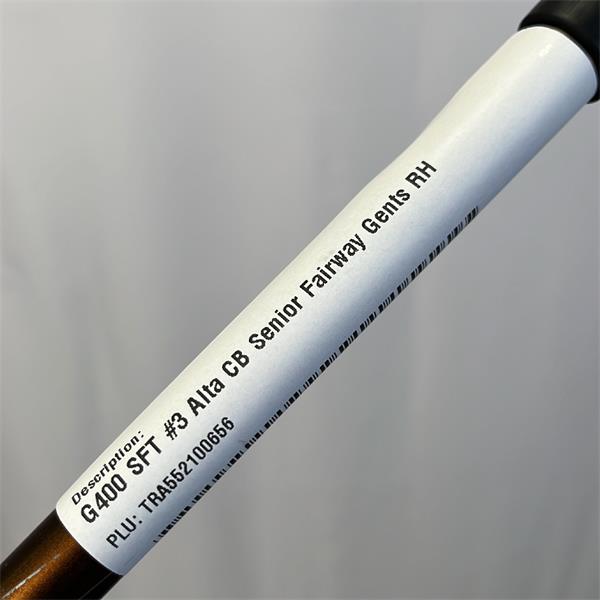 Description:
G400 SFT #3 Alta CB Senior Fairway Gents RH
PLU: TRA552100656